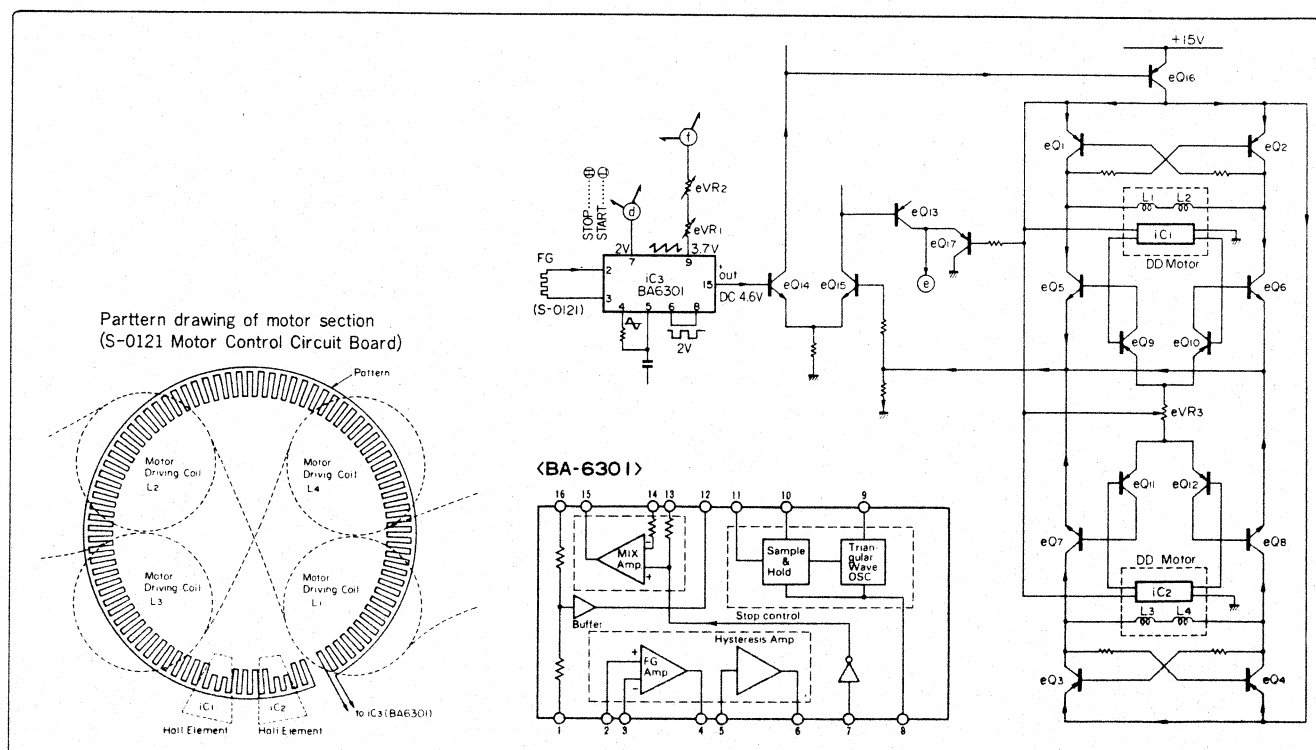 Parttern drawing of motor section
(S-0121 Motor Control Circuit Board)
Pattern
Motor
Driving Coil
L2
Motor
Drivig Coil
L4
Motor
Driving Coil
L3
Motor
Driving Coil
L1
iC1
iC2
Hall Element
Hall Element
to iC3 (BA6301)
STOP ...... H
START ...... L
f
d
eVR2
eVR1
2V
3.7V
7
9
FG
2
3
iC3
BA6301
15
out
DC 4.6V
(S-0121)
4
5
6
8
2V
eQ14
eQ15
eQ13
eQ17
e
+15V
eQ16
eQ1
eQ2
L1
L2
iC1
DD Motor
eQ5
eQ6
eQ9
eQ10
eVR3
eQ11
eQ12
eQ7
eQ8
DD Motor
iC2
L3
L4
eQ3
eQ4
<BA-6301>
16
15
14
13
12
11
10
9
MIX
Amp.
-
+
Sample
&
Hold
Trian-
gular
Wave
OSC
Buffer
Stop control
Hysteresis Amp
+
FG
Amp
-
1
2
3
4
5
6
7
8